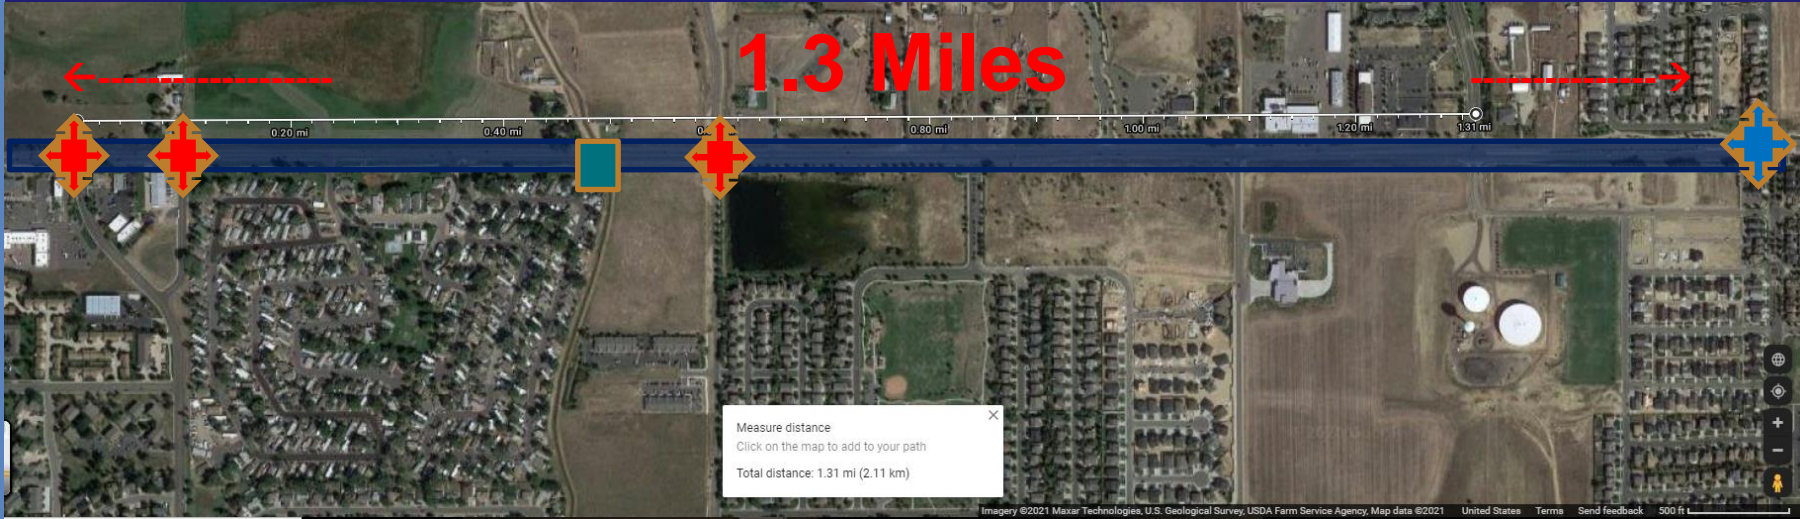 1.3 Miles
0.20 mi
0.40 mi
0.80 mi
1.00 mi
1.20 mi
1.31 mi
Measure distance
Click on the map to add to your path
Total distance: 1.31 mi (2.11 km)
Imagery ©2021 Maxar Technologies, U.S. Geological Survey, USDA Farm Service Agency, Map data ©2021 United States Terms Send feedback 500 ft